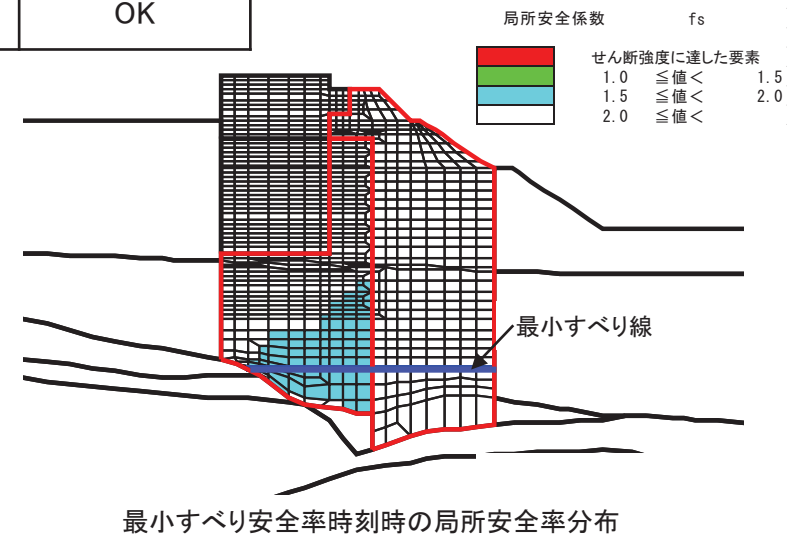 OK
局所安全係数 fs
せん断強度に達した要素
1.0 ≦値< 1.5
1.5 ≦値< 2.0
2.0 ≦値<
最小すべり線
最小すべり安全率時刻時の局所安全率分布